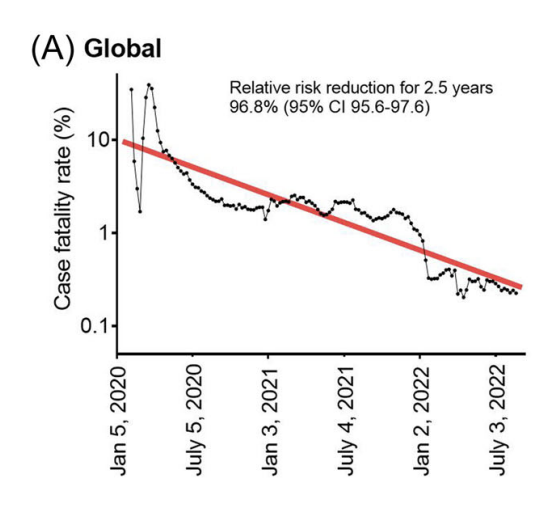 (A) Global
Relative risk reduction for 2.5 years
96.8% (95% CI 95.6-97.6)
Case fatality rate (%)
10
1
0.1
Jan 5, 2020
July 5, 2020
Jan 3, 2021
July 4, 2021
Jan 2, 2022
July 3, 2022